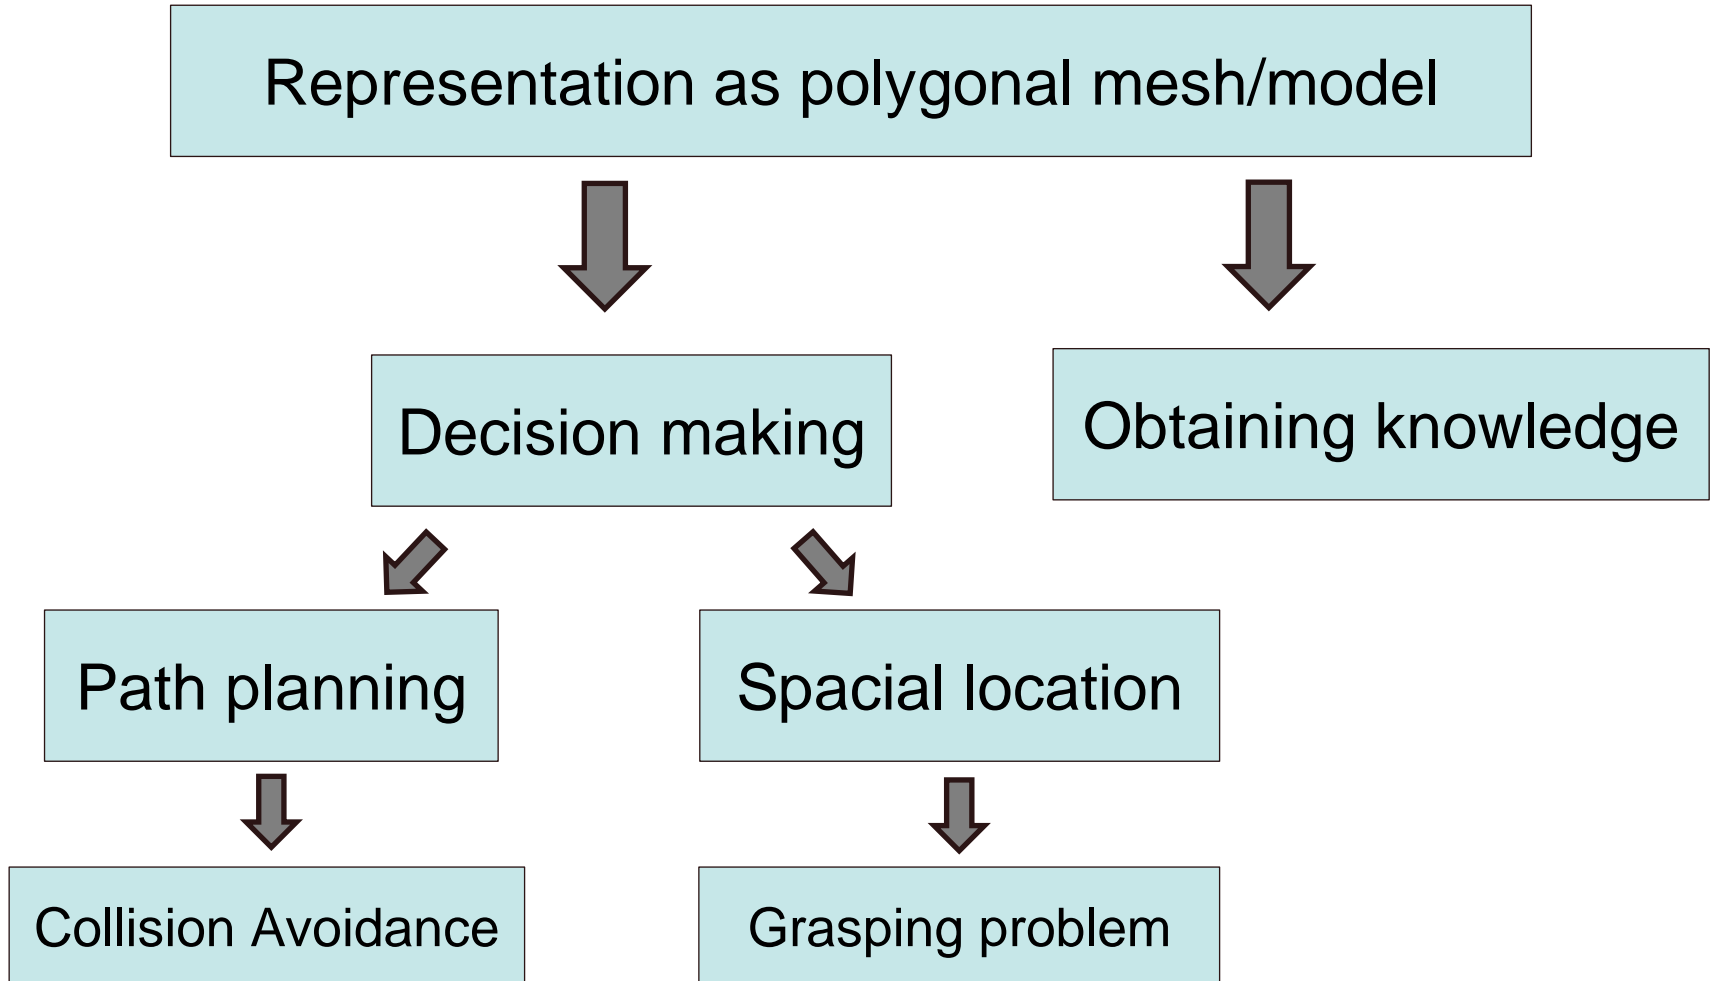 Representation as polygonal mesh/model
Decision making
Obtaining knowledge
Path planning
Spacial location
Collision Avoidance
Grasping problem